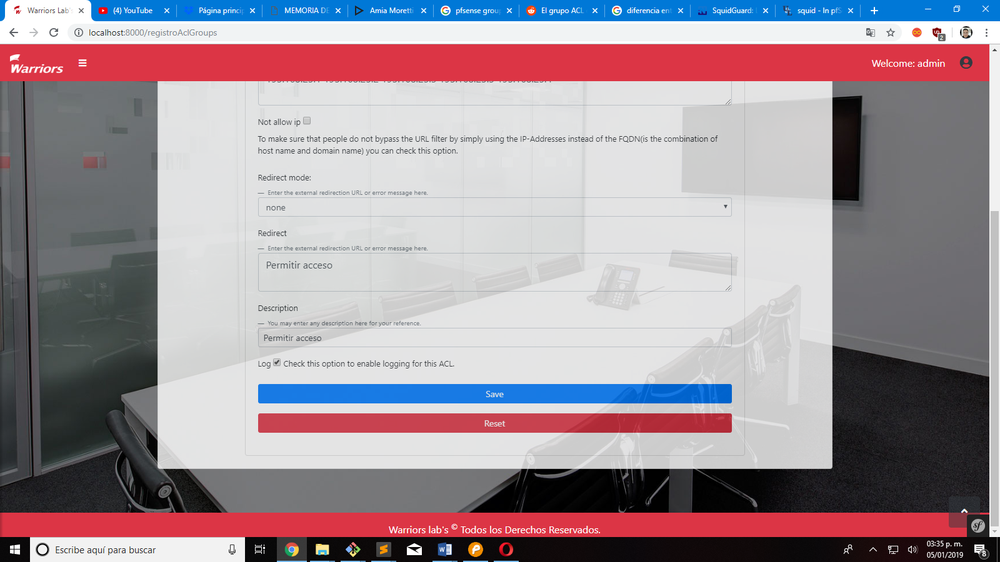 Warriors Lab's
(4) YouTube
Página princip
MEMORIA DE
Amia Moretti
pfsense group
El grupo ACL
diferencia ent
SquidGuard:
squid - In pfS
localhost:8000/registroAclGroups
2
Warriors
Welcome: admin
Not allow ip
To make sure that people do not bypass the URL filter by simply using the IP-Addresses instead of the FQDN(is the combination of
host name and domain name) you can check this option.
Redirect mode:
— Enter the external redirection URL or error message here.
none
Redirect
— Enter the external redirection URL or error message here.
Permitir acceso
Description
— You may enter any description here for your reference.
Permitir acceso
Log Check this option to enable logging for this ACL.
Save
Reset
Warriors lab's © Todos los Derechos Reservados.
sf
Escribe aquí para buscar
03:35 p. m.
05/01/2019
8